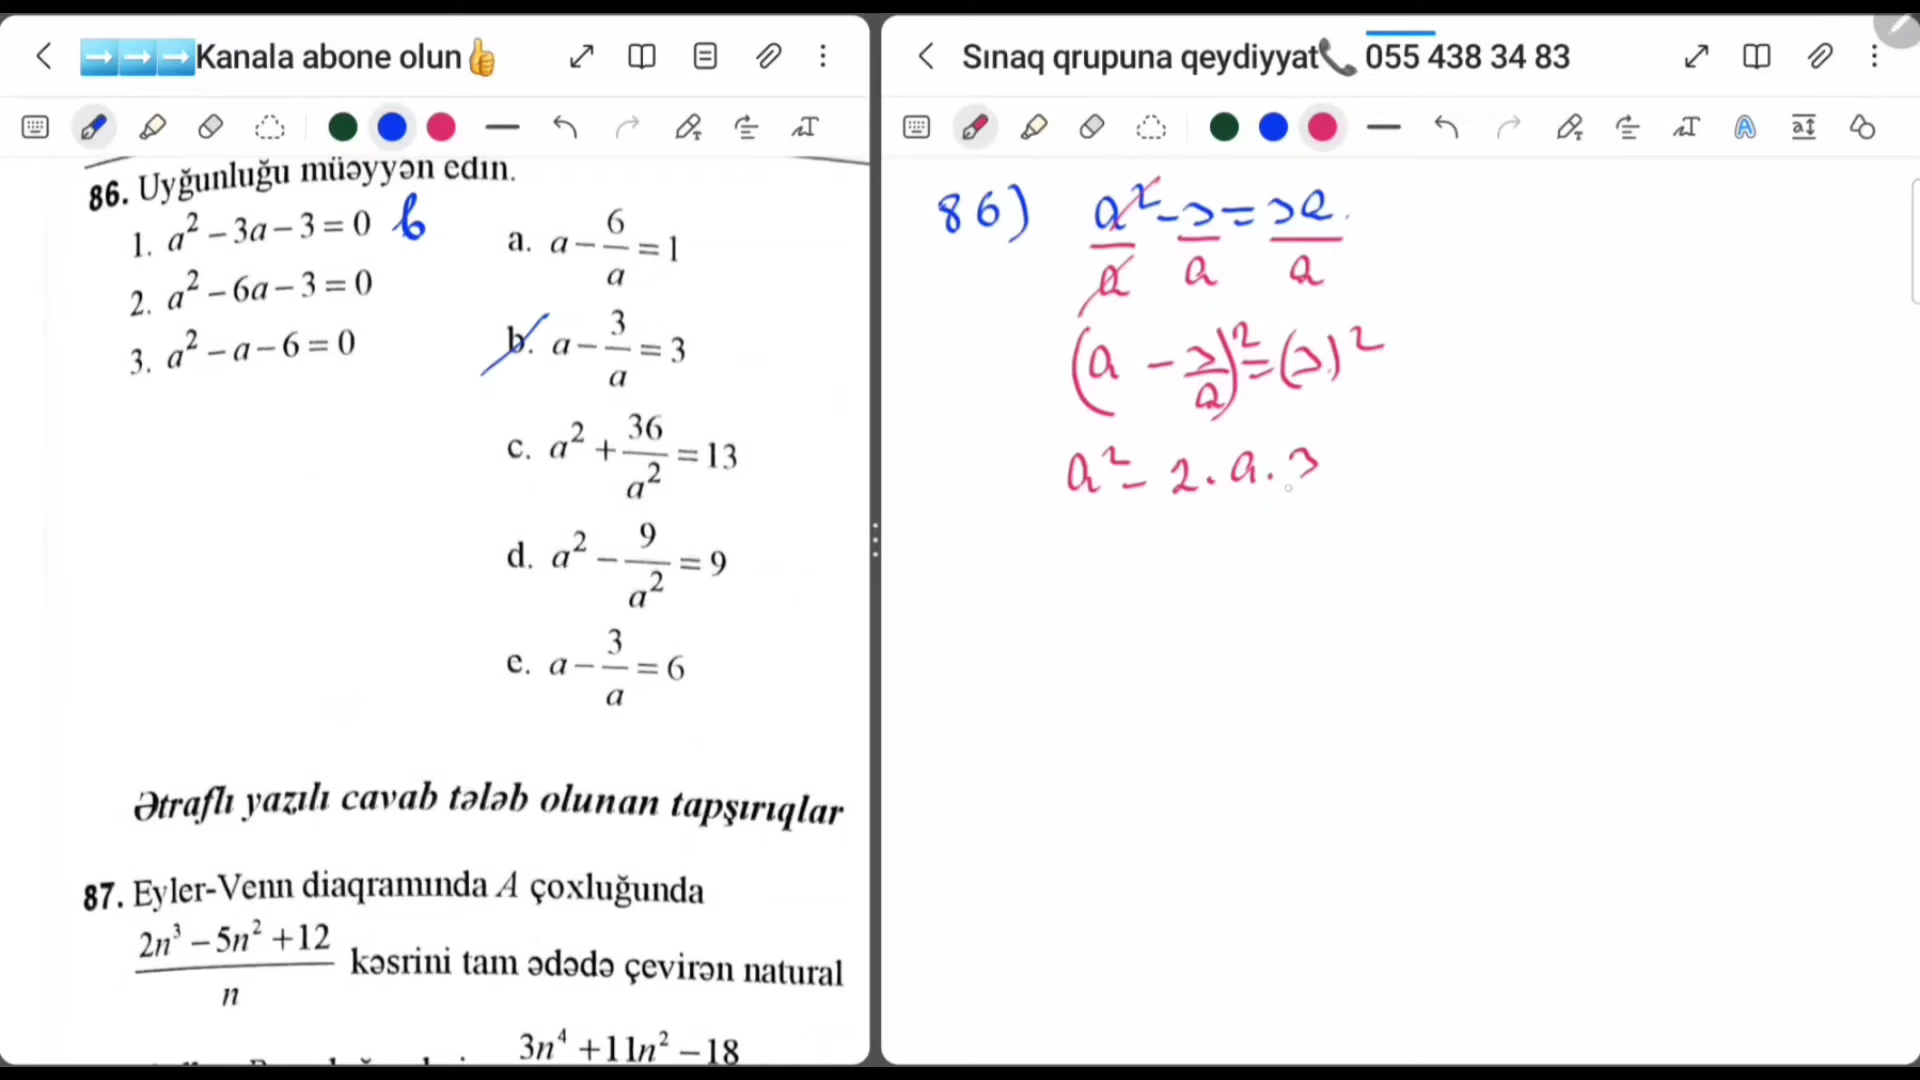 ➡➡➡Kanala abone olun👍
86. Uyğunluğu müəyyən edin.
1. a² − 3a − 3 = 0 b
2. a² − 6a − 3 = 0
3. a² − a − 6 = 0
a. a − 6/a = 1
b. a − 3/a = 3
c. a² + 36/a² = 13
d. a² − 9/a² = 9
e. a − 3/a = 6
Ətraflı yazılı cavab tələb olunan tapşırıqlar
87. Eyler-Venn diaqramında A çoxluğunda
(2n³ − 5n² + 12)/n kəsrini tam ədədə çevirən natural
3n⁴ + 11n² − 18
Sınaq qrupuna qeydiyyat📞 055 438 34 83
86) a²/a − 3/a = 3a/a
(a − 3/a)² = (3)²
a² − 2 · a · 3